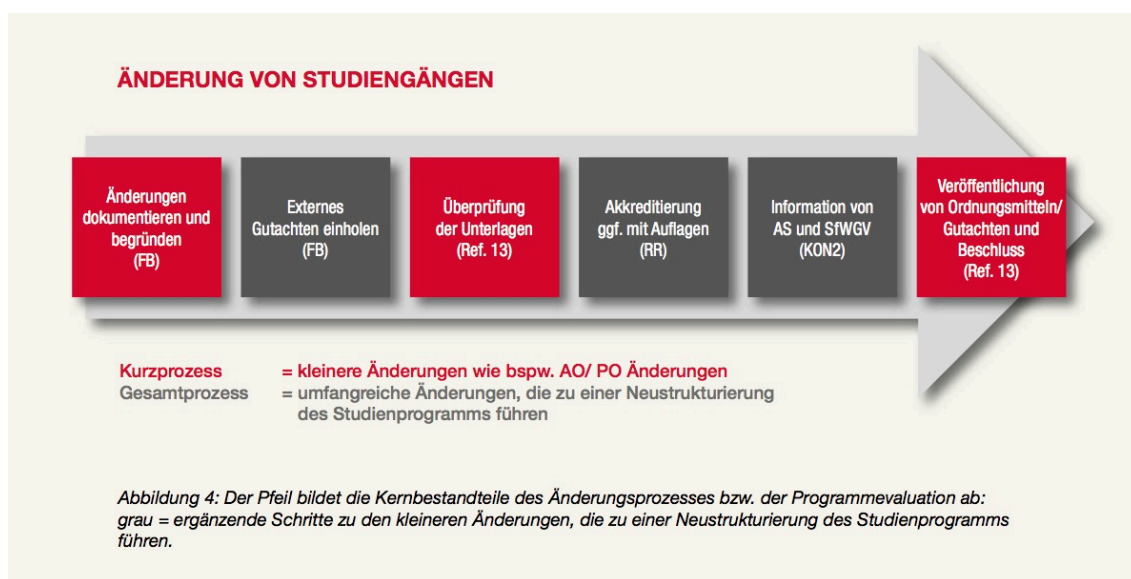 ÄNDERUNG VON STUDIENGÄNGEN
Änderungen
dokumentieren und
begründen
(FB)
Externes
Gutachten einholen
(FB)
Überprüfung
der Unterlagen
(Ref. 13)
Akkreditierung
ggf. mit Auflagen
(RR)
Information von
AS und SfWGV
(KON2)
Veröffentlichung
von Ordnungsmitteln/
Gutachten und
Beschluss
(Ref. 13)
Kurzprozess = kleinere Änderungen wie bspw. AO/ PO Änderungen
Gesamtprozess = umfangreiche Änderungen, die zu einer Neustrukturierung
des Studienprogramms führen
Abbildung 4: Der Pfeil bildet die Kernbestandteile des Änderungsprozesses bzw. der Programmevaluation ab:
grau = ergänzende Schritte zu den kleineren Änderungen, die zu einer Neustrukturierung des Studienprogramms
führen.